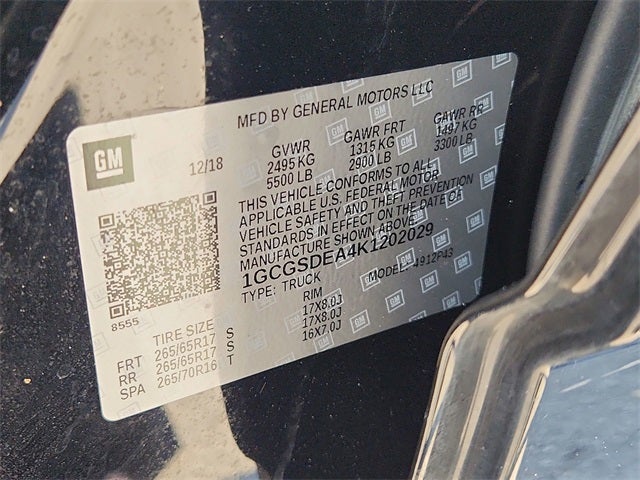 MFD BY GENERAL MOTORS LLC
GM
12/18
GVWR GAWR FRT GAWR RR
2495 KG 1315 KG 1497 KG
5500 LB 2900 LB 3300 LB
THIS VEHICLE CONFORMS TO ALL
APPLICABLE U.S. FEDERAL MOTOR
VEHICLE SAFETY AND THEFT PREVENTION
STANDARDS IN EFFECT ON THE DATE OF
MANUFACTURE SHOWN ABOVE.
1GCGSDEA4K1202029
TYPE: TRUCK MODEL: 4912P43
8555
TIRE SIZE RIM
FRT 265/65R17 S 17X8.0J
RR 265/65R17 S 17X8.0J
SPA 265/70R16 T 16X7.0J